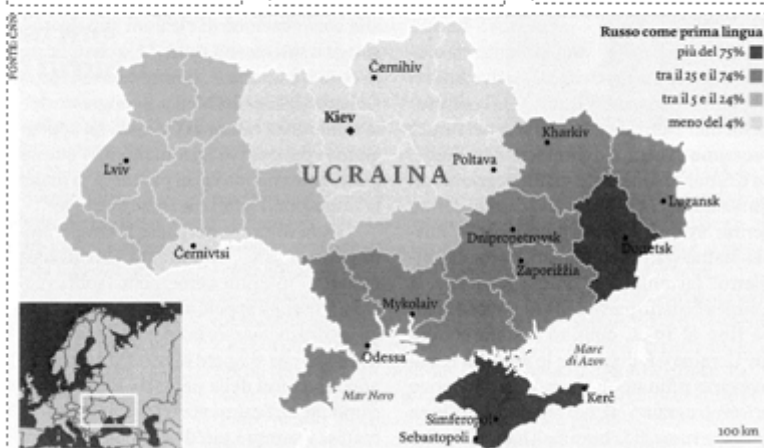 FONTE: CNN
Russo come prima lingua
più del 75%
tra il 25 e il 74%
tra il 5 e il 24%
meno del 4%
Černihiv
Kiev
Kharkiv
Poltava
Lviv
UCRAINA
Lugansk
Dnipropetrovsk
Donetsk
Černivtsi
Zaporižžia
Mykolaiv
Odessa
Mare
di Azov
Mar Nero
Kerč
Simferopol
Sebastopoli
100 km